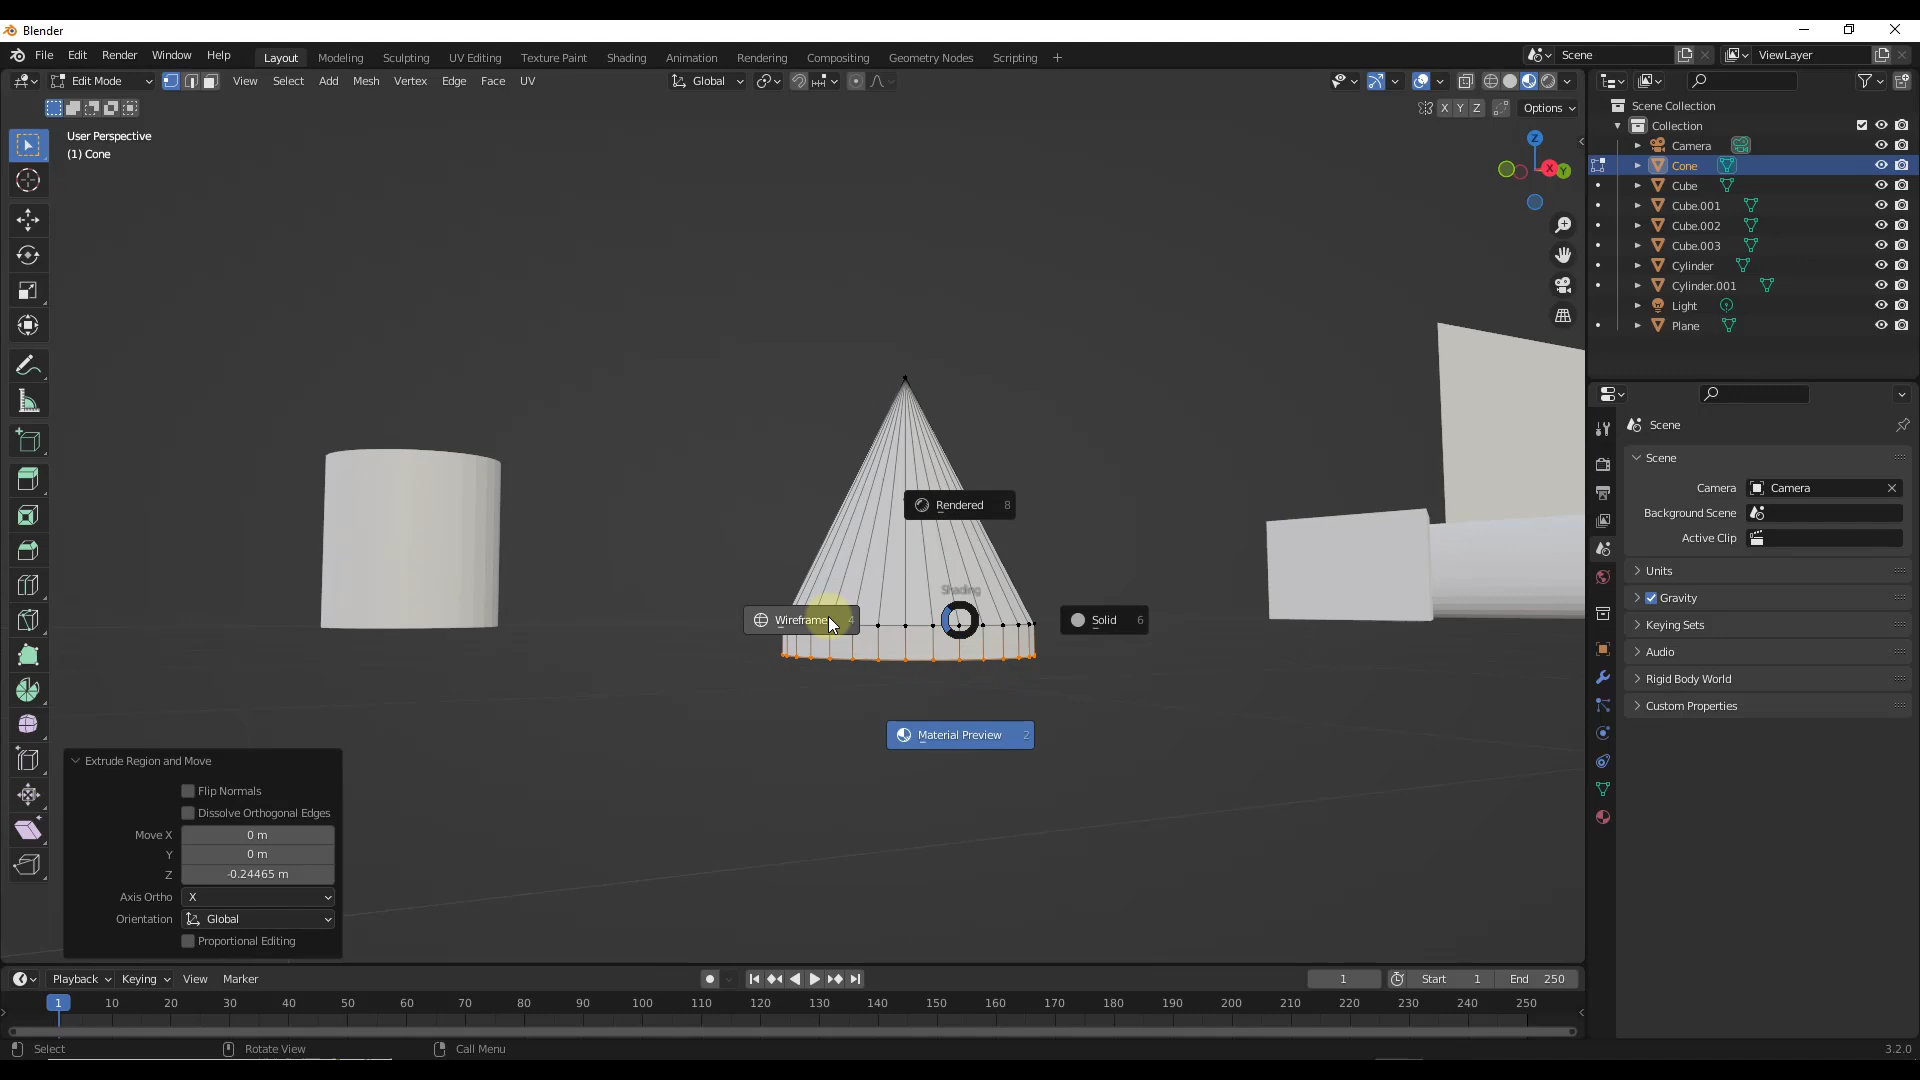 Blender
File Edit Render Window Help Layout Modeling Sculpting UV Editing Texture Paint Shading Animation Rendering Compositing Geometry Nodes Scripting + Scene ViewLayer
Edit Mode View Select Add Mesh Vertex Edge Face UV Global
X Y Z Options
User Perspective
(1) Cone
Z
X
Y
Scene Collection
Collection
Camera
Cone
Cube
Cube.001
Cube.002
Cube.003
Cylinder
Cylinder.001
Light
Plane
Rendered 8
Shading
Wireframe 4
Solid 6
Material Preview 2
Scene
Scene
Camera Camera
Background Scene
Active Clip
Units
Gravity
Keying Sets
Audio
Rigid Body World
Custom Properties
Extrude Region and Move
Flip Normals
Dissolve Orthogonal Edges
Move X 0 m
Y 0 m
Z -0.24465 m
Axis Ortho X
Orientation Global
Proportional Editing
Playback Keying View Marker 1 Start 1 End 250
1 10 20 30 40 50 60 70 80 90 100 110 120 130 140 150 160 170 180 190 200 210 220 230 240 250
Select Rotate View Call Menu 3.2.0